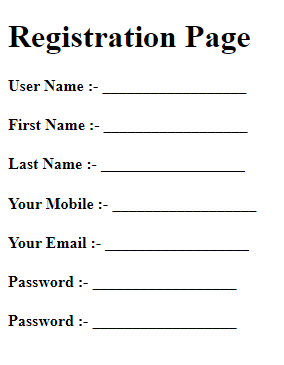 Registration Page
User Name :- __________________
First Name :- __________________
Last Name :- __________________
Your Mobile :- __________________
Your Email :- __________________
Password :- __________________
Password :- __________________